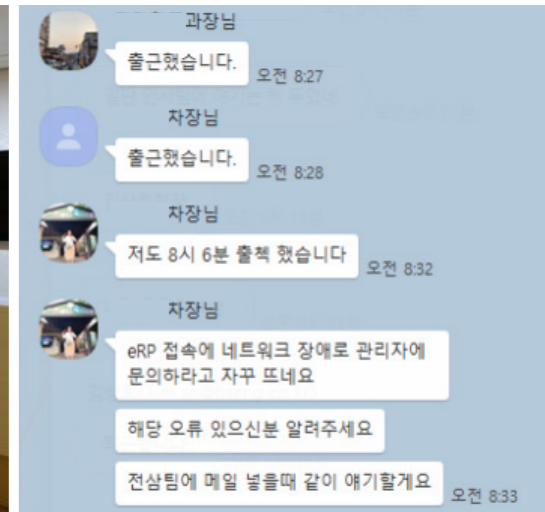 과장님
출근했습니다.
오전 8:27
차장님
출근했습니다.
오전 8:28
차장님
저도 8시 6분 출첵 했습니다
오전 8:32
차장님
eRP 접속에 네트워크 장애로 관리자에
문의하라고 자꾸 뜨네요
해당 오류 있으신분 알려주세요
전삼팀에 메일 넣을때 같이 얘기할게요
오전 8:33